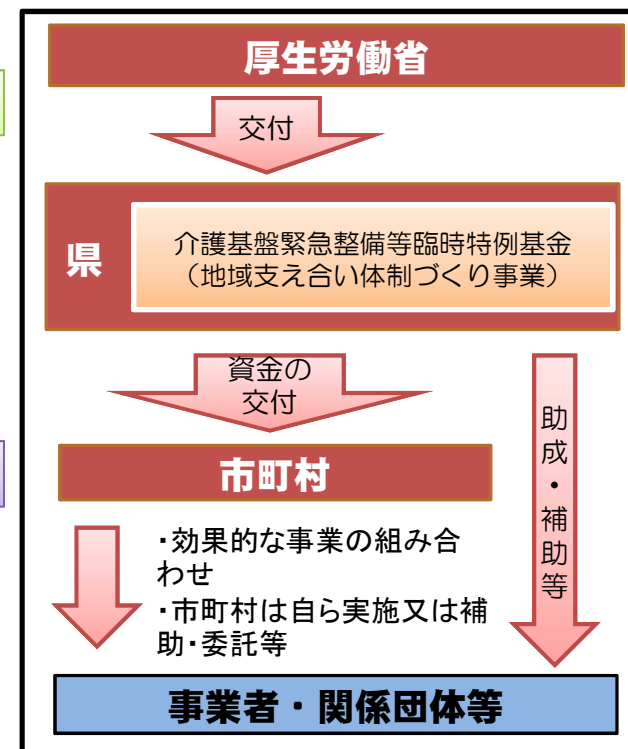 厚生労働省
交付
県
介護基盤緊急整備等臨時特例基金
（地域支え合い体制づくり事業）
資金の
交付
助成・補助等
市町村
・効果的な事業の組み合
わせ
・市町村は自ら実施又は補
助・委託等
事業者・関係団体等